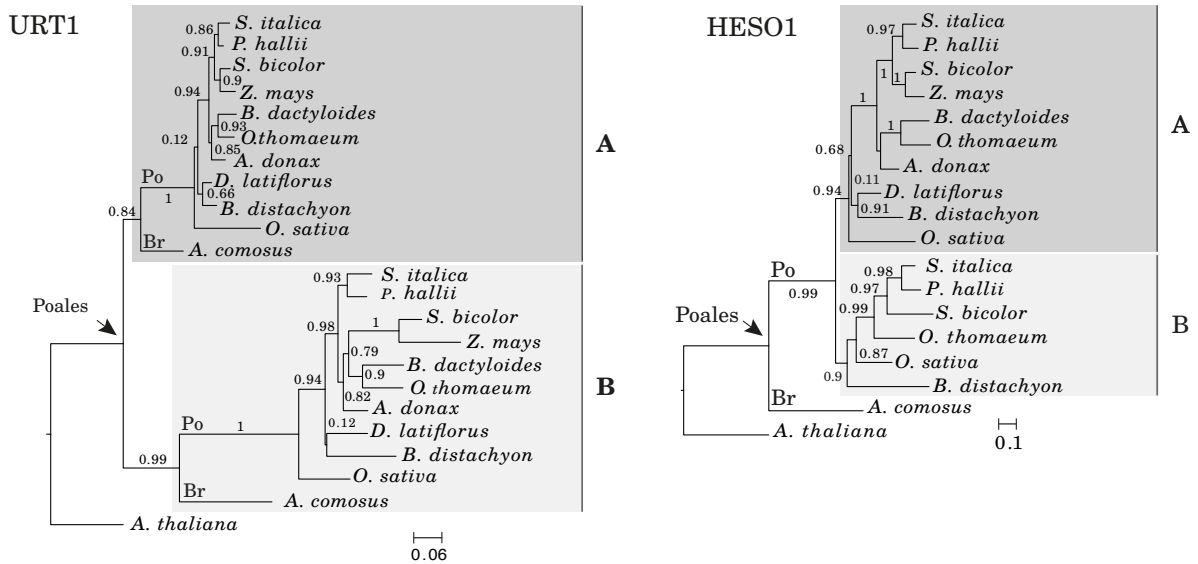 URT1
0.86
S. italica
P. hallii
0.91
S. bicolor
0.9
Z. mays
0.94
B. dactyloides
0.93
O.thomaeum
0.12
0.85
A. donax
A
Po
D. latiflorus
0.66
1
B. distachyon
0.84
O. sativa
Br
A. comosus
0.93
S. italica
P. hallii
Poales
0.98
1
S. bicolor
Z. mays
0.79
B. dactyloides
0.94
0.9
O.thomaeum
B
0.82
A. donax
Po
1
0.12
D. latiflorus
0.99
B. distachyon
O. sativa
Br
A. comosus
A. thaliana
0.06
HESO1
0.97
S. italica
P. hallii
1
1
S. bicolor
Z. mays
1
1
B. dactyloides
A
O.thomaeum
0.68
A. donax
0.11
0.94
D. latiflorus
0.91
B. distachyon
O. sativa
Po
0.98
S. italica
0.99
0.97
P. hallii
Poales
0.99
S. bicolor
B
O. thomaeum
0.87
O. sativa
0.9
B. distachyon
Br
A. comosus
A. thaliana
0.1